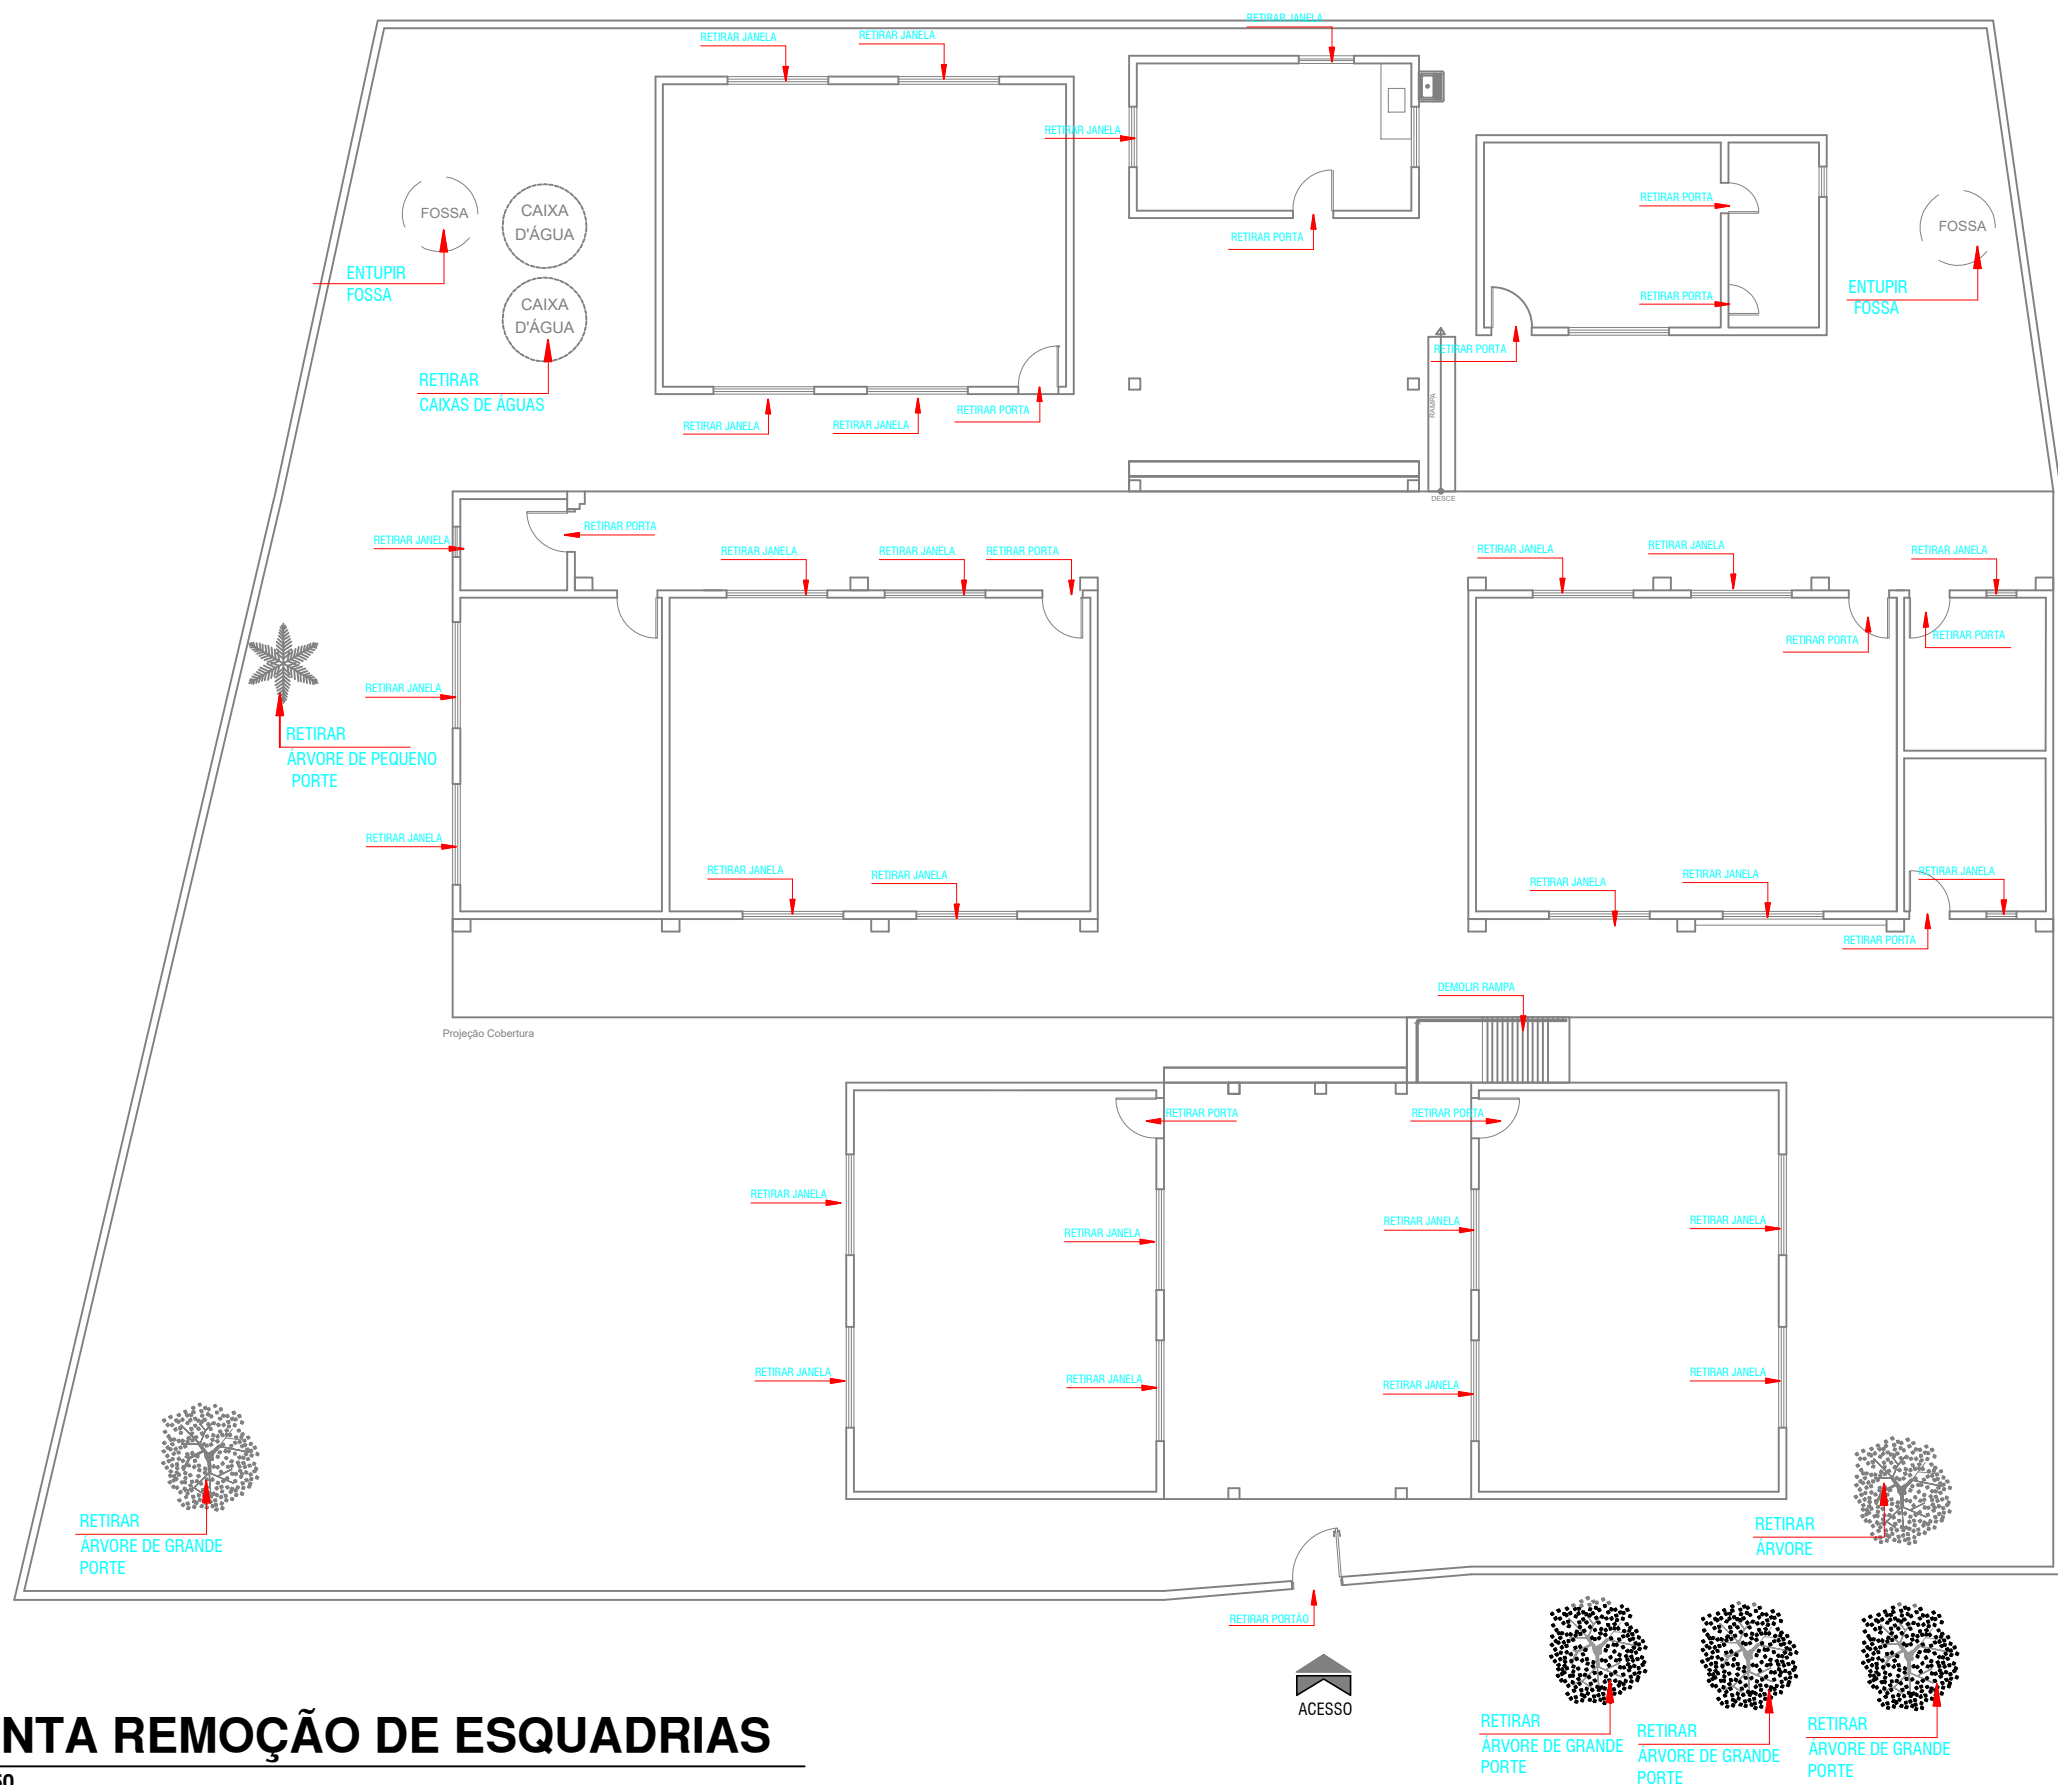 RETIRAR JANELA
RETIRAR JANELA
RETIRAR JANELA
RETIRAR JANELA
RETIRAR PORTA
RETIRAR PORTA
FOSSA
CAIXA
D'ÁGUA
FOSSA
ENTUPIR
FOSSA
CAIXA
D'ÁGUA
RETIRAR PORTA
ENTUPIR
FOSSA
RETIRAR PORTA
RETIRAR
CAIXAS DE ÁGUAS
RETIRAR JANELA
RETIRAR JANELA
RETIRAR PORTA
RAMPA
DESCE
RETIRAR JANELA
RETIRAR PORTA
RETIRAR JANELA
RETIRAR JANELA
RETIRAR PORTA
RETIRAR JANELA
RETIRAR JANELA
RETIRAR JANELA
RETIRAR PORTA
RETIRAR PORTA
RETIRAR JANELA
RETIRAR
ÁRVORE DE PEQUENO
PORTE
RETIRAR JANELA
RETIRAR JANELA
RETIRAR JANELA
RETIRAR JANELA
RETIRAR JANELA
RETIRAR JANELA
RETIRAR PORTA
DEMOLIR RAMPA
Projeção Cobertura
RETIRAR PORTA
RETIRAR PORTA
RETIRAR JANELA
RETIRAR JANELA
RETIRAR JANELA
RETIRAR JANELA
RETIRAR JANELA
RETIRAR JANELA
RETIRAR JANELA
RETIRAR JANELA
RETIRAR
ÁRVORE DE GRANDE
PORTE
RETIRAR
ÁRVORE
RETIRAR PORTÃO
ACESSO
RETIRAR
ÁRVORE DE GRANDE
PORTE
RETIRAR
ÁRVORE DE GRANDE
PORTE
RETIRAR
ÁRVORE DE GRANDE
PORTE
NTA REMOÇÃO DE ESQUADRIAS